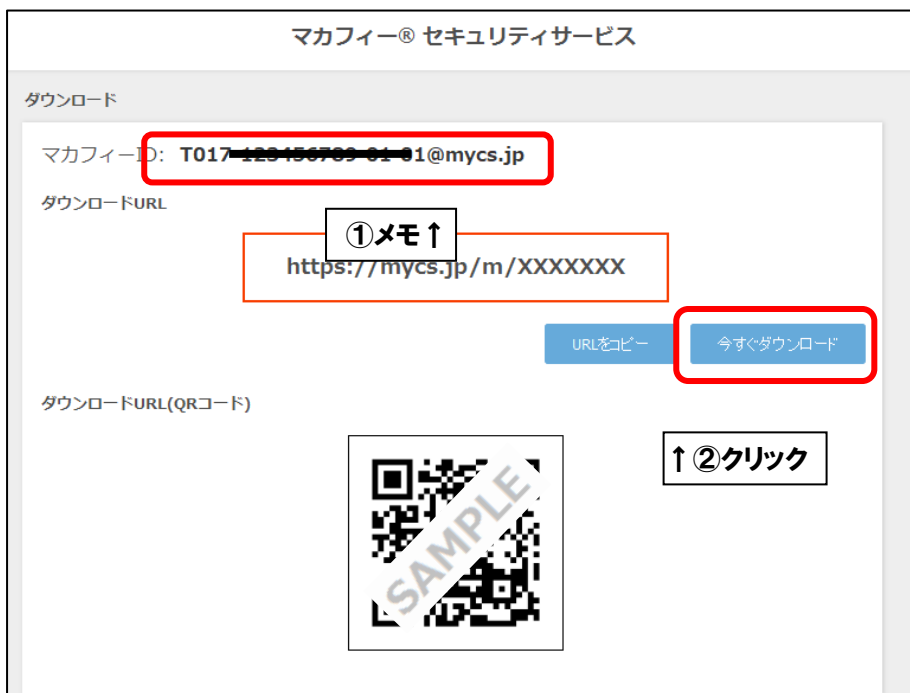 マカフィー® セキュリティサービス
ダウンロード
マカフィーID: T017 1@mycs.jp
ダウンロードURL
①メモ↑
https://mycs.jp/m/XXXXXXX
URLをコピー
今すぐダウンロード
ダウンロードURL(QRコード)
↑②クリック
SAMPLE